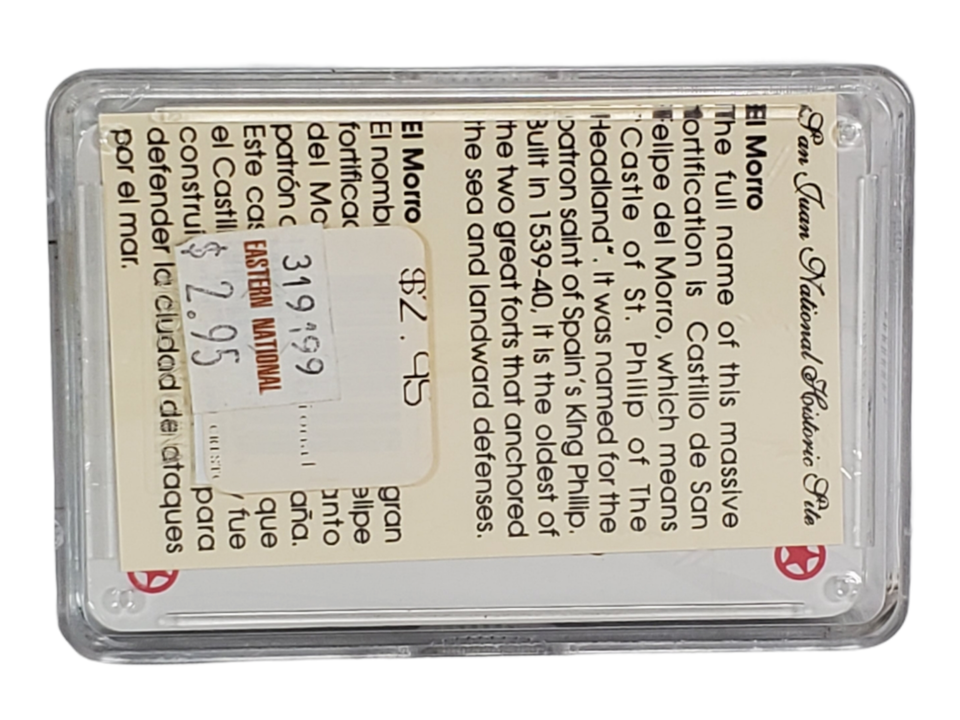 San Juan National Historic Site
El Morro
The full name of this massive
fortification is Castillo de San
Felipe del Morro, which means
"Castle of St. Philip of The
Headland". It was named for the
patron saint of Spain's King Philip.
Built in 1539-40, it is the oldest of
the two great forts that anchored
the sea and landward defenses.
El Morro
El nomb gran
fortificac elipe
del Mo anto
patrón d aña.
Este cas que
el Castil y fue
construi para
defender la ciudad de ataques
por el mar.
$2.95
319199
EASTERN NATIONAL
$ 2.95